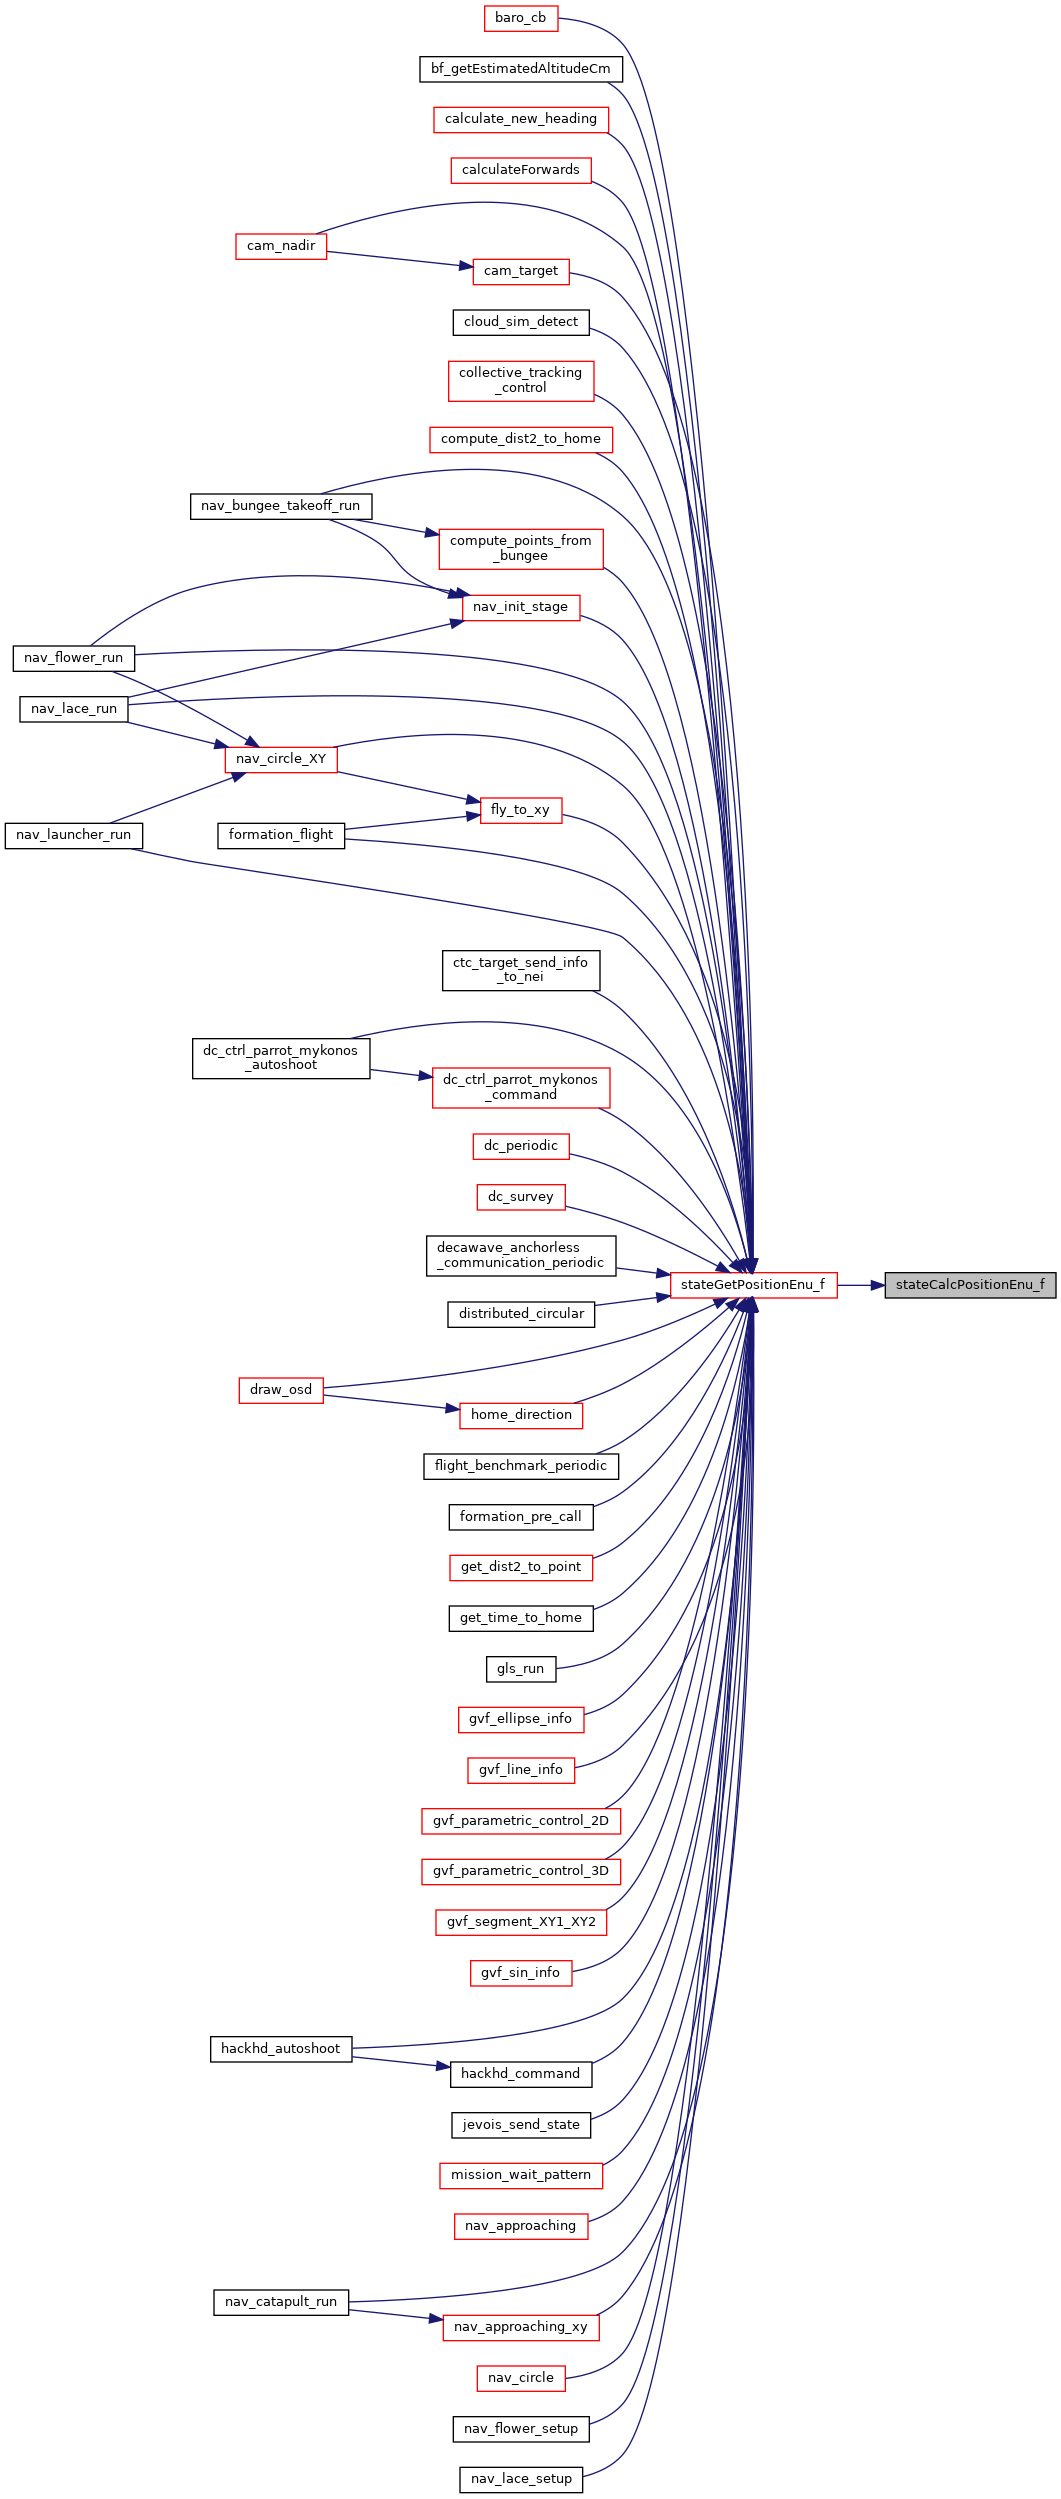 baro_cb
bf_getEstimatedAltitudeCm
calculate_new_heading
calculateForwards
cam_nadir
cam_target
cloud_sim_detect
collective_tracking
_control
compute_dist2_to_home
nav_bungee_takeoff_run
compute_points_from
_bungee
nav_init_stage
nav_flower_run
nav_lace_run
nav_circle_XY
fly_to_xy
nav_launcher_run
formation_flight
ctc_target_send_info
_to_nei
dc_ctrl_parrot_mykonos
_autoshoot
dc_ctrl_parrot_mykonos
_command
dc_periodic
dc_survey
decawave_anchorless
_communication_periodic
stateGetPositionEnu_f
stateCalcPositionEnu_f
distributed_circular
draw_osd
home_direction
flight_benchmark_periodic
formation_pre_call
get_dist2_to_point
get_time_to_home
gls_run
gvf_ellipse_info
gvf_line_info
gvf_parametric_control_2D
gvf_parametric_control_3D
gvf_segment_XY1_XY2
gvf_sin_info
hackhd_autoshoot
hackhd_command
jevois_send_state
mission_wait_pattern
nav_approaching
nav_catapult_run
nav_approaching_xy
nav_circle
nav_flower_setup
nav_lace_setup